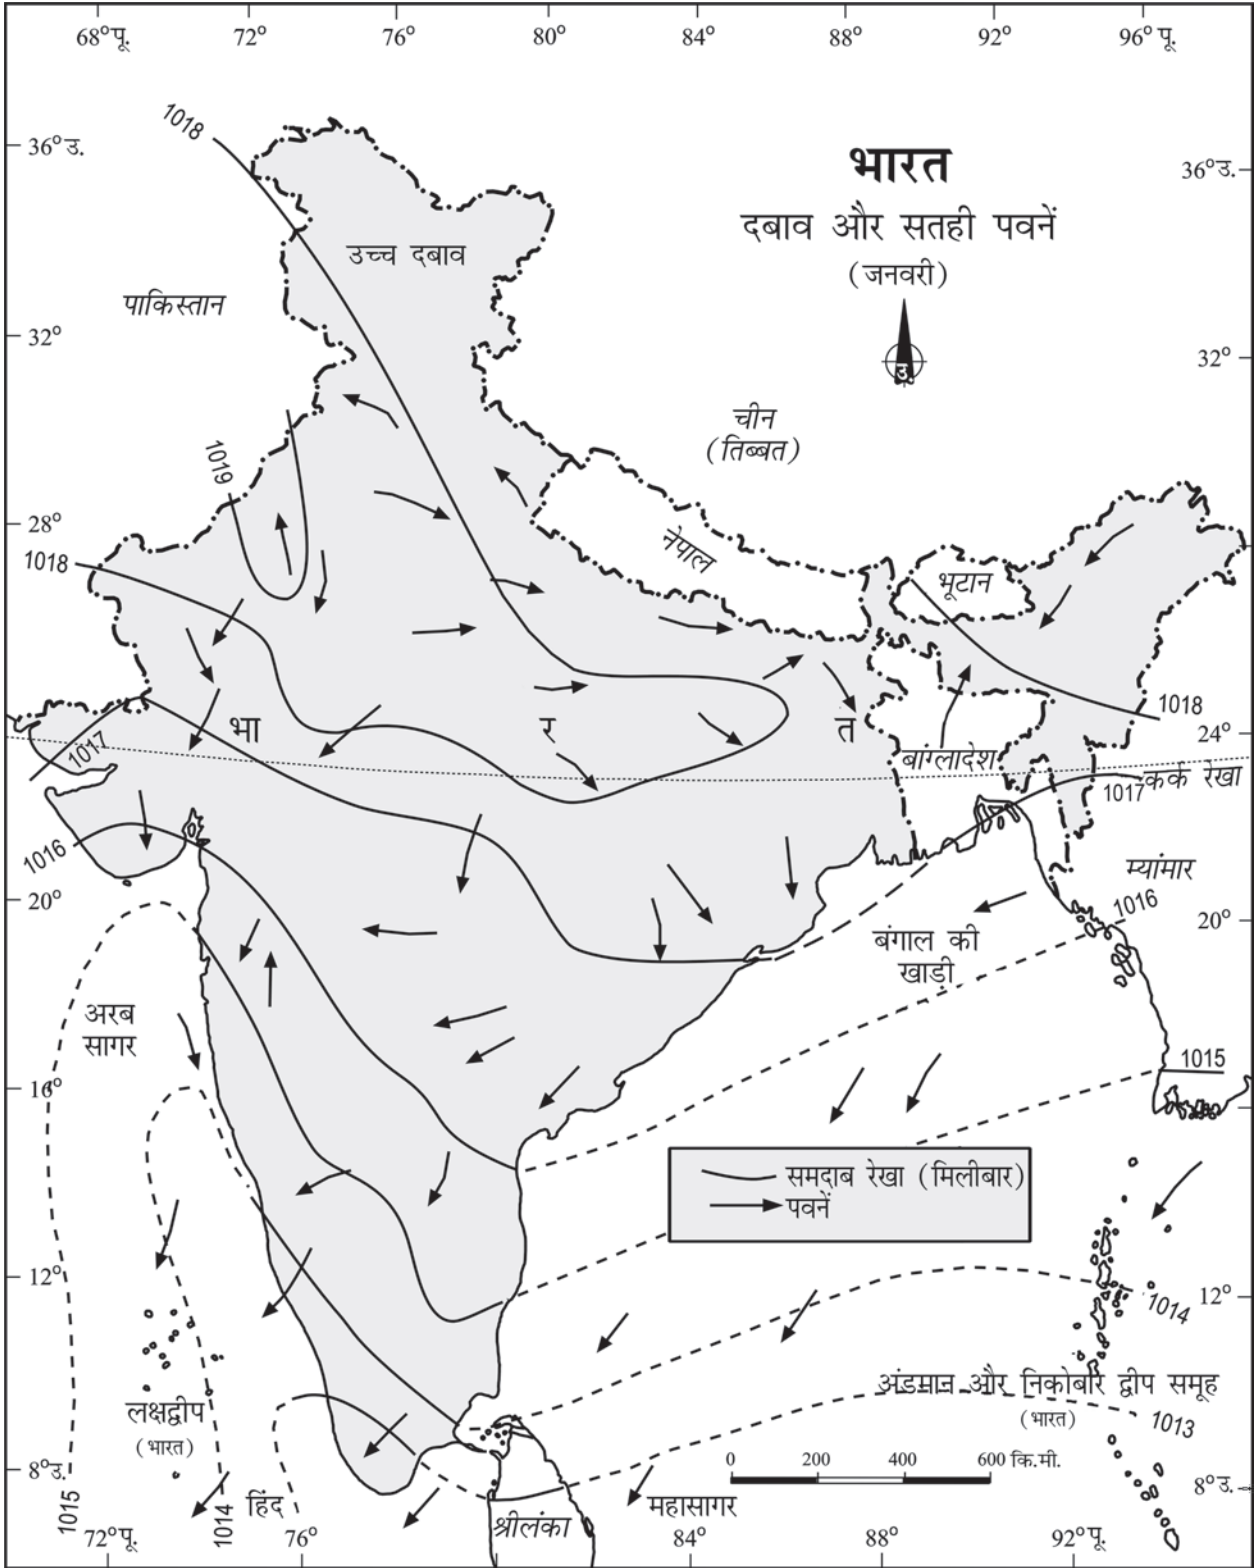 68° पू. 72° 76° 80° 84° 88° 92° 96° पू.
1018
36° उ.
भारत
36° उ.
दबाव और सतही पवनें
(जनवरी)
उच्च दबाव
पाकिस्तान
32°
उ.
32°
चीन
(तिब्बत)
1019
28°
नेपाल
1018
भूटान
1018
भा र त
24°
1017
बांग्लादेश
1017
कर्क रेखा
1016
म्यांमार
20°
1016
20°
बंगाल की
खाड़ी
अरब
सागर
1015
16°
समदाब रेखा (मिलीबार)
पवनें
12°
1014
12°
अंडमान और निकोबार द्वीप समूह
(भारत)
1013
लक्षद्वीप
(भारत)
0 200 400 600 कि.मी.
8° उ.
8° उ.
1015
1014
हिंद
महासागर
श्रीलंका
72° पू. 76° 84° 88° 92° पू.